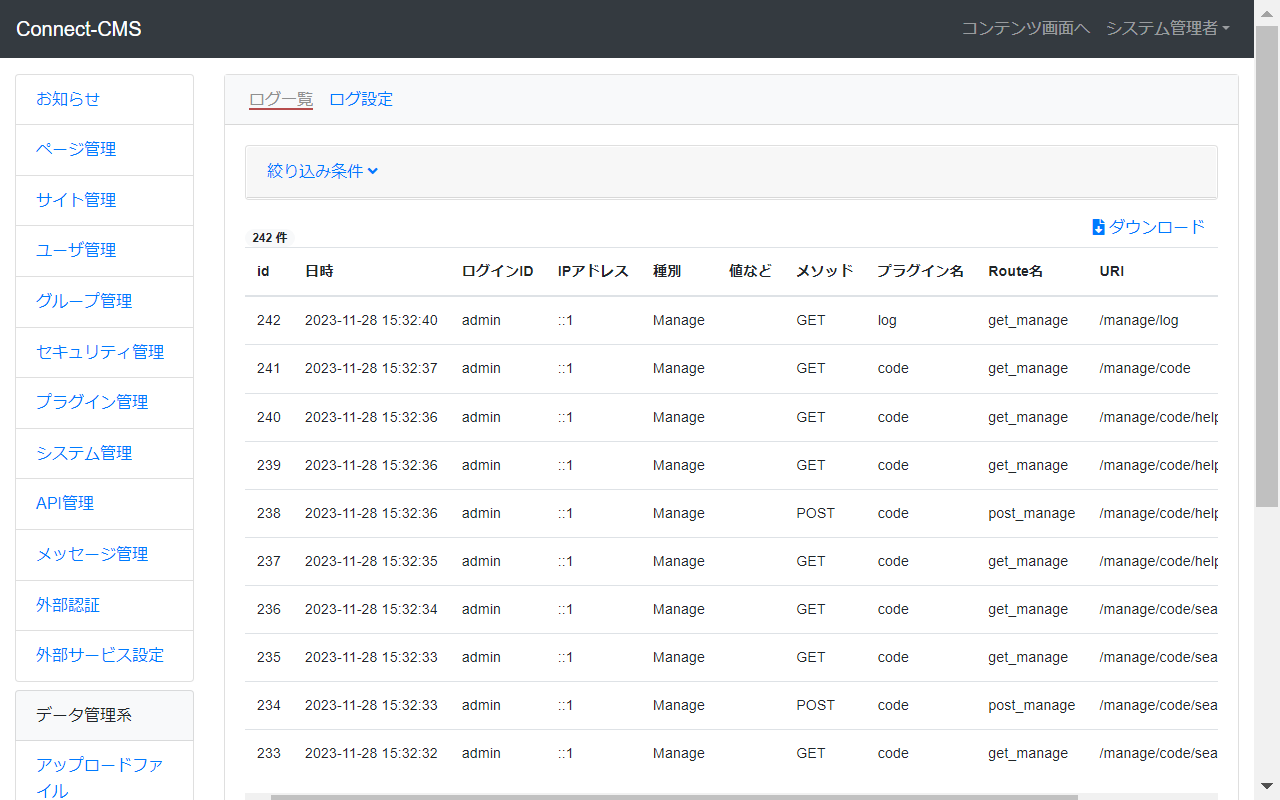 Connect-CMS
コンテンツ画面へ システム管理者
お知らせ
ページ管理
サイト管理
ユーザ管理
グループ管理
セキュリティ管理
プラグイン管理
システム管理
API管理
メッセージ管理
外部認証
外部サービス設定
データ管理系
アップロードファ
イル
ログ一覧 ログ設定
絞り込み条件
ダウンロード
242 件
id 日時 ログインID IPアドレス 種別 値など メソッド プラグイン名 Route名 URI
242 2023-11-28 15:32:40 admin ::1 Manage GET log get_manage /manage/log
241 2023-11-28 15:32:37 admin ::1 Manage GET code get_manage /manage/code
240 2023-11-28 15:32:36 admin ::1 Manage GET code get_manage /manage/code/help
239 2023-11-28 15:32:36 admin ::1 Manage GET code get_manage /manage/code/help
238 2023-11-28 15:32:36 admin ::1 Manage POST code post_manage /manage/code/help
237 2023-11-28 15:32:35 admin ::1 Manage GET code get_manage /manage/code/help
236 2023-11-28 15:32:34 admin ::1 Manage GET code get_manage /manage/code/sea
235 2023-11-28 15:32:33 admin ::1 Manage GET code get_manage /manage/code/sea
234 2023-11-28 15:32:33 admin ::1 Manage POST code post_manage /manage/code/sea
233 2023-11-28 15:32:32 admin ::1 Manage GET code get_manage /manage/code/sea